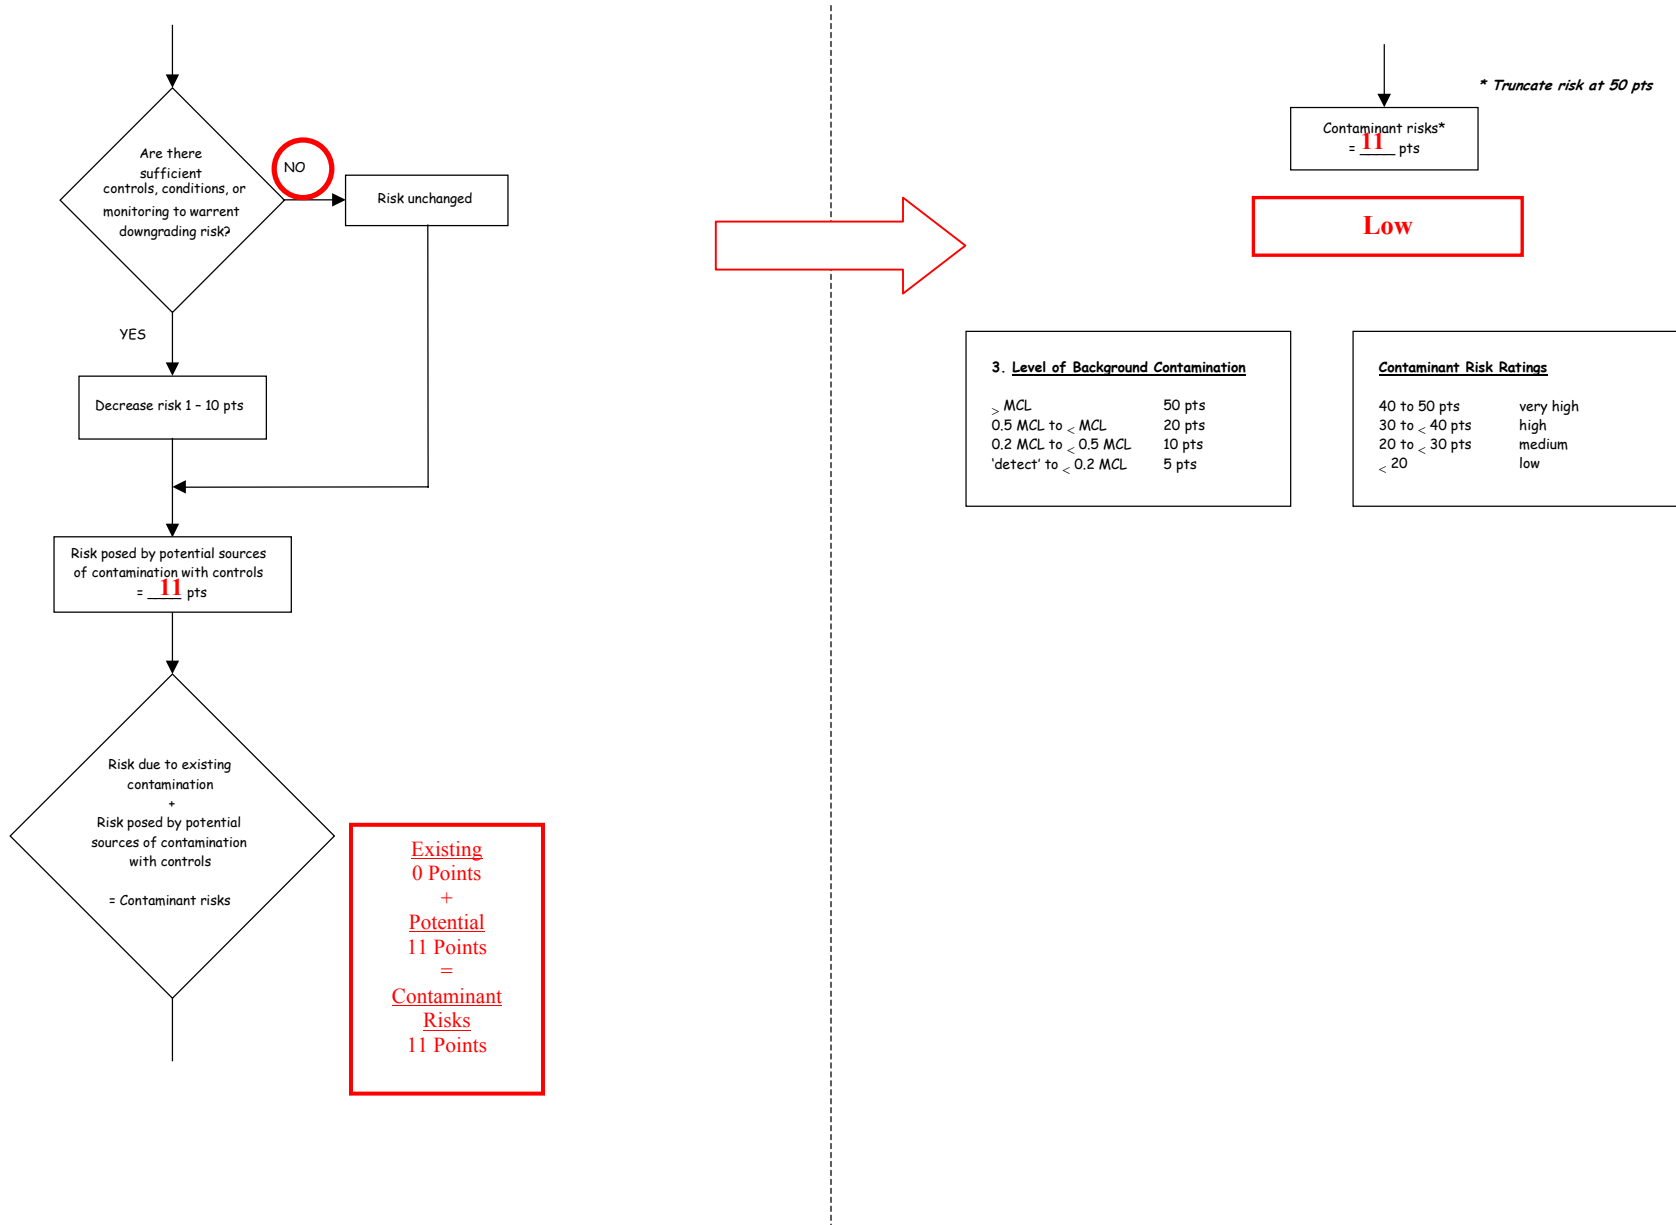 Are there
sufficient
controls, conditions, or
monitoring to warrent
downgrading risk?
NO
Risk unchanged
YES
Decrease risk 1 – 10 pts
Risk posed by potential sources
of contamination with controls
= 11 pts
Risk due to existing
contamination
+
Risk posed by potential
sources of contamination
with controls
= Contaminant risks
Existing
0 Points
+
Potential
11 Points
=
Contaminant
Risks
11 Points
* Truncate risk at 50 pts
Contaminant risks*
= 11 pts
Low
3. Level of Background Contamination
> MCL 50 pts
0.5 MCL to < MCL 20 pts
0.2 MCL to < 0.5 MCL 10 pts
‘detect’ to < 0.2 MCL 5 pts
Contaminant Risk Ratings
40 to 50 pts very high
30 to < 40 pts high
20 to < 30 pts medium
< 20 low